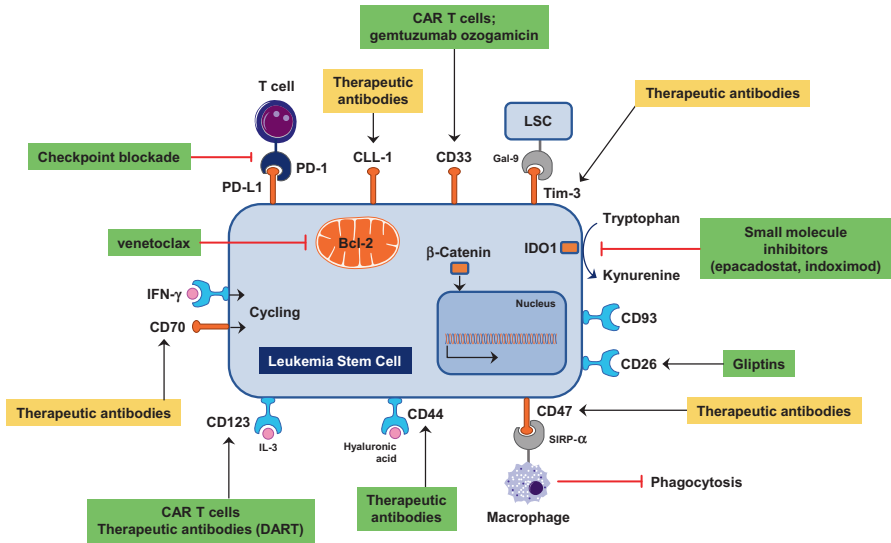 CAR T cells;
gemtuzumab ozogamicin
Therapeutic
antibodies
Therapeutic antibodies
T cell
LSC
Checkpoint blockade
PD-1
CLL-1
CD33
Gal-9
PD-L1
Tim-3
Tryptophan
venetoclax
Bcl-2
β-Catenin
IDO1
Small molecule
inhibitors
(epacadostat, indoximod)
Kynurenine
IFN-γ
Cycling
Nucleus
CD93
CD70
Leukemia Stem Cell
CD26
Gliptins
Therapeutic antibodies
CD123
IL-3
CD44
Hyaluronic
acid
CD47
SIRP-α
Therapeutic antibodies
CAR T cells
Therapeutic antibodies (DART)
Therapeutic
antibodies
Macrophage
Phagocytosis